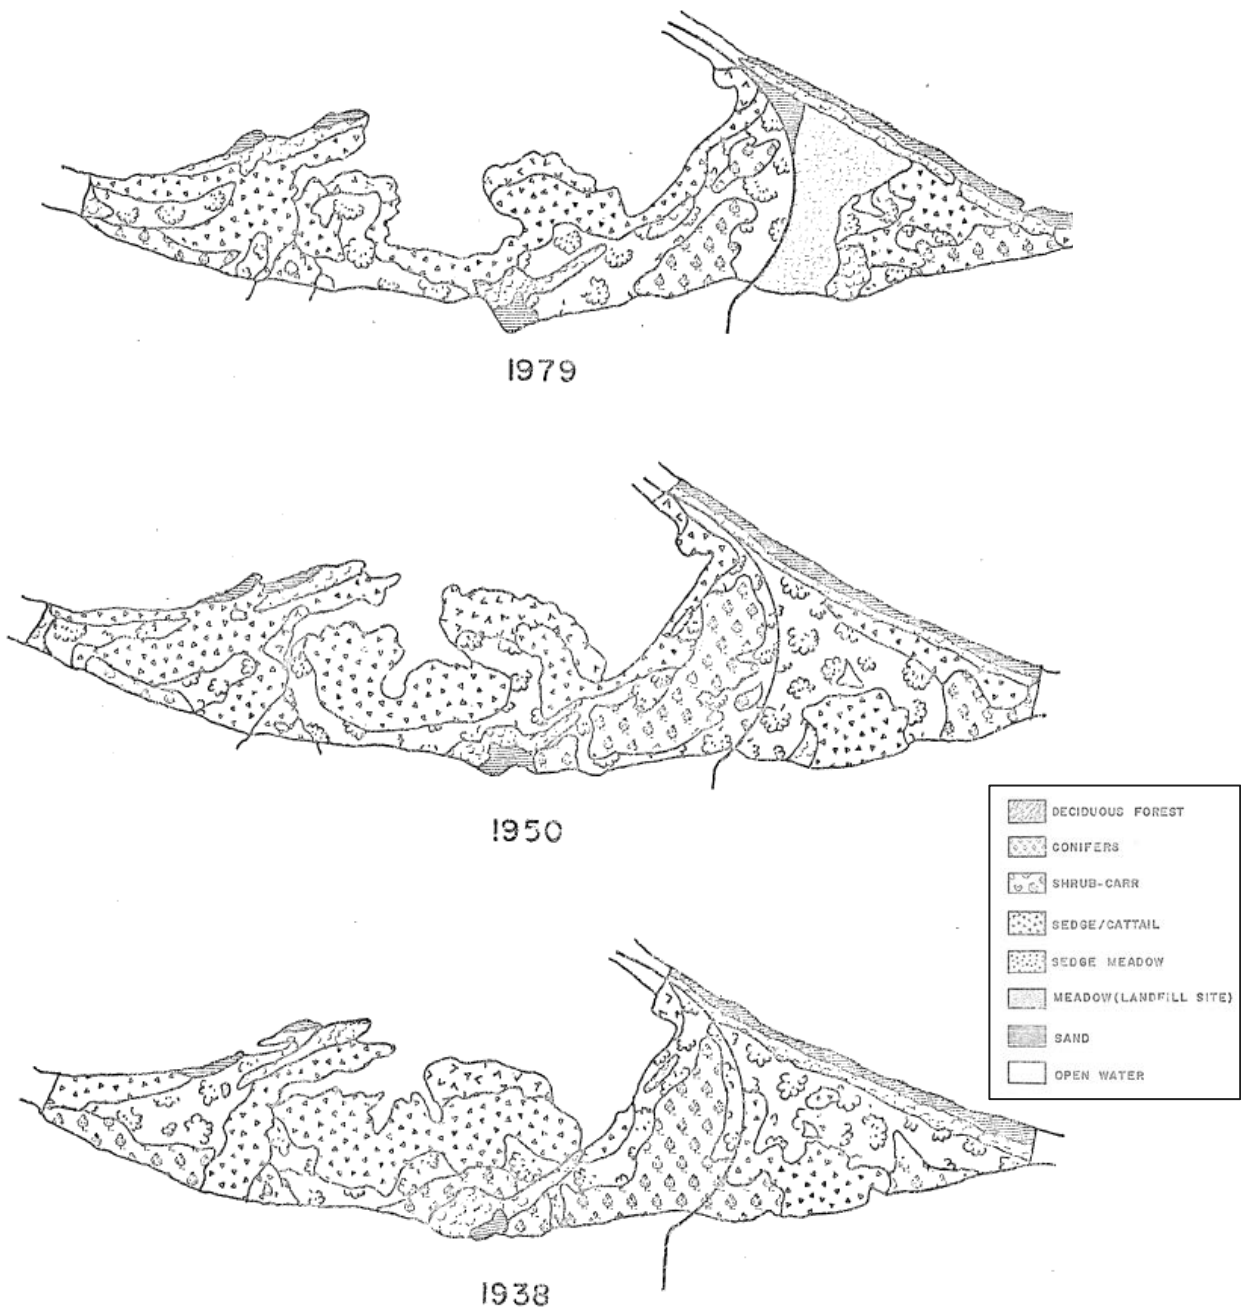 1979
1950
DECIDUOUS FOREST
CONIFERS
SHRUB-CARR
SEDGE/CATTAIL
SEDGE MEADOW
MEADOW(LANDFILL SITE)
SAND
OPEN WATER
1938